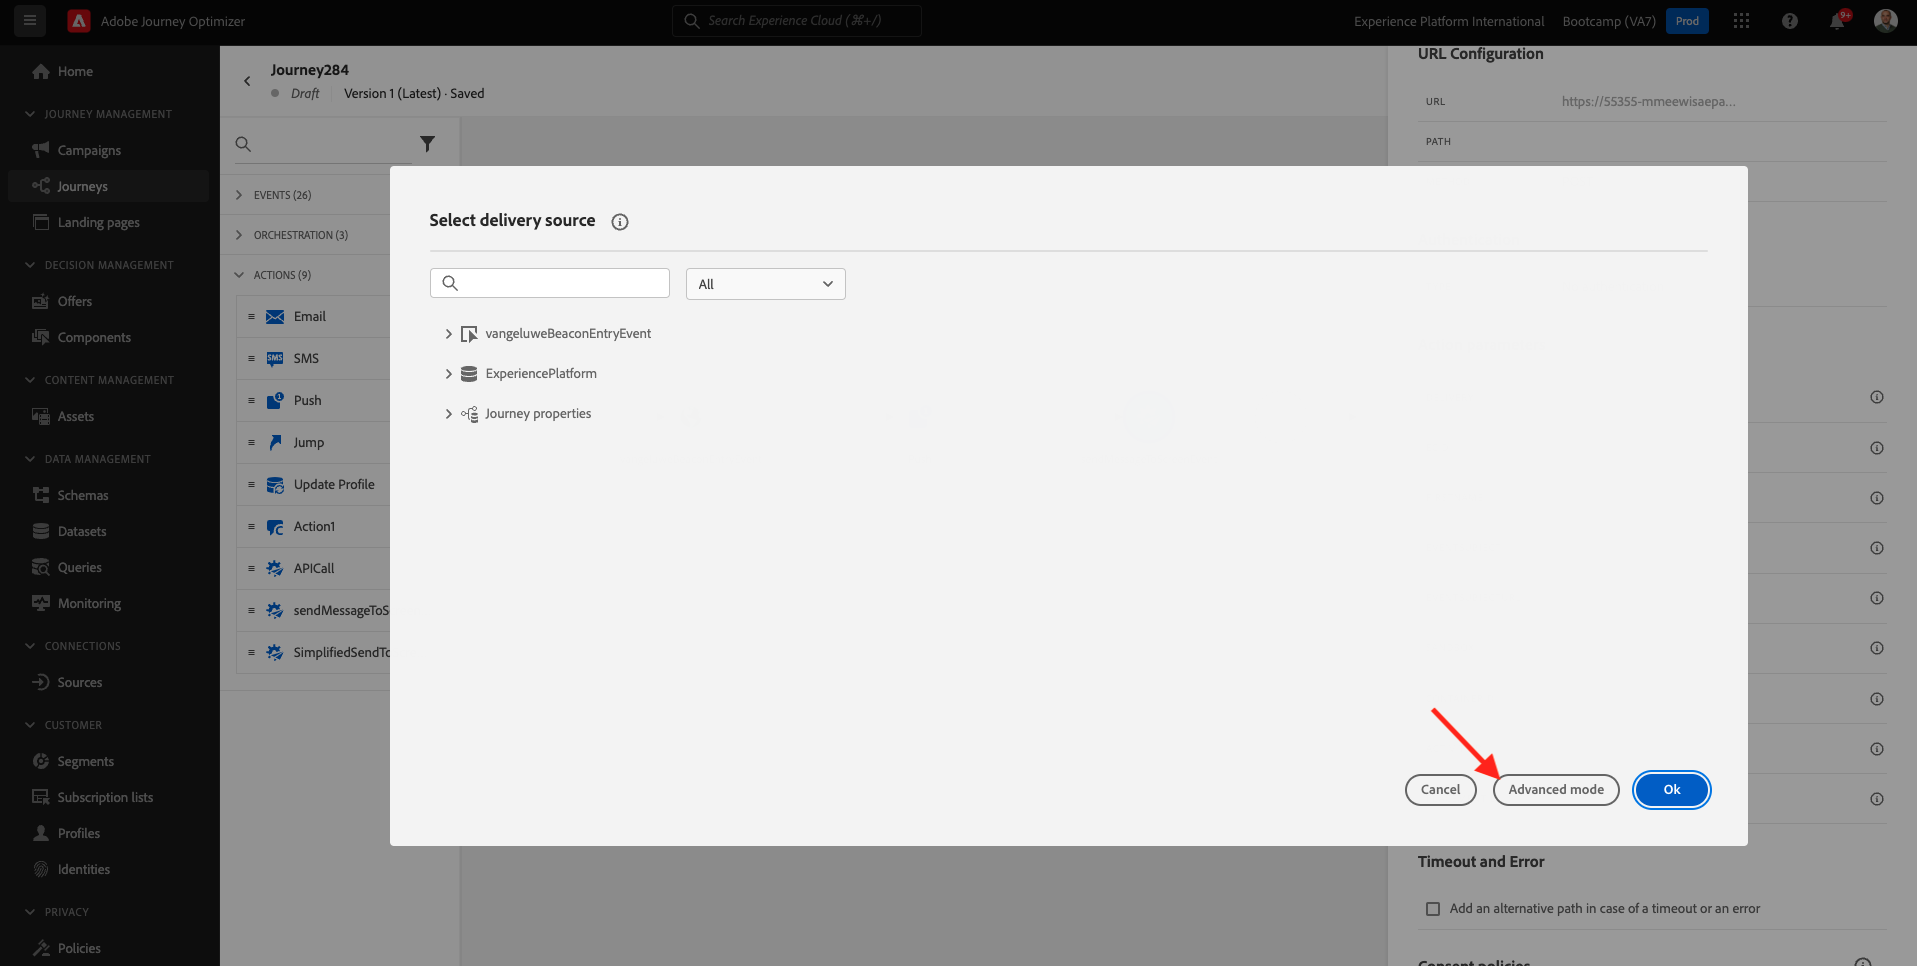 Adobe Journey Optimizer
Search Experience Cloud (⌘+/)
Experience Platform International
Bootcamp (VA7)
Prod
9+
Home
JOURNEY MANAGEMENT
Campaigns
Journeys
Landing pages
DECISION MANAGEMENT
Offers
Components
CONTENT MANAGEMENT
Assets
DATA MANAGEMENT
Schemas
Datasets
Queries
Monitoring
CONNECTIONS
Sources
CUSTOMER
Segments
Subscription lists
Profiles
Identities
PRIVACY
Policies
Journey284
Draft
Version 1 (Latest) · Saved
EVENTS (26)
ORCHESTRATION (3)
ACTIONS (9)
Email
SMS
SMS
Push
Jump
Update Profile
Action1
APICall
sendMessageToS
SimplifiedSendTo
Select delivery source
All
vangeluweBeaconEntryEvent
ExperiencePlatform
Journey properties
Cancel
Advanced mode
Ok
URL Configuration
URL
https://55355-mmeewisaepa...
PATH
Timeout and Error
Add an alternative path in case of a timeout or an error
Consent policies